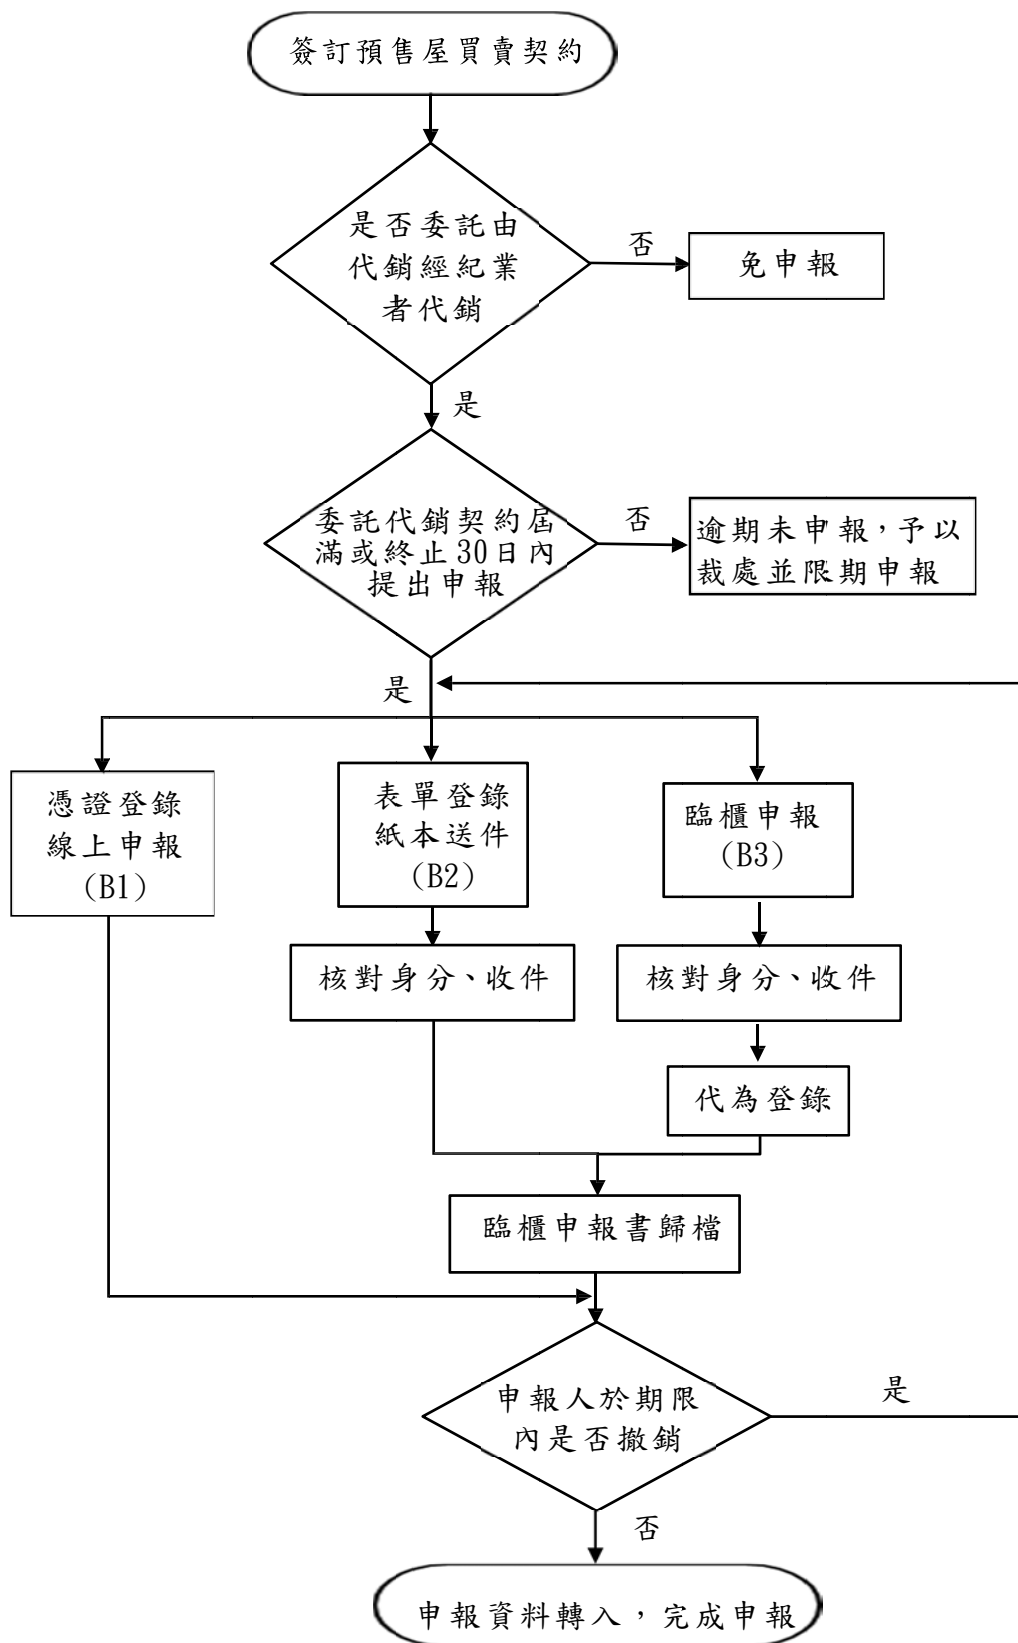 簽訂預售屋買賣契約
是否委託由
代銷經紀業
者代銷
否
免申報
是
委託代銷契約屆
滿或終止30日內
提出申報
否
逾期未申報，予以
裁處並限期申報
是
憑證登錄
線上申報
(B1)
表單登錄
紙本送件
(B2)
臨櫃申報
(B3)
核對身分、收件
核對身分、收件
代為登錄
臨櫃申報書歸檔
申報人於期限
內是否撤銷
是
否
申報資料轉入，完成申報